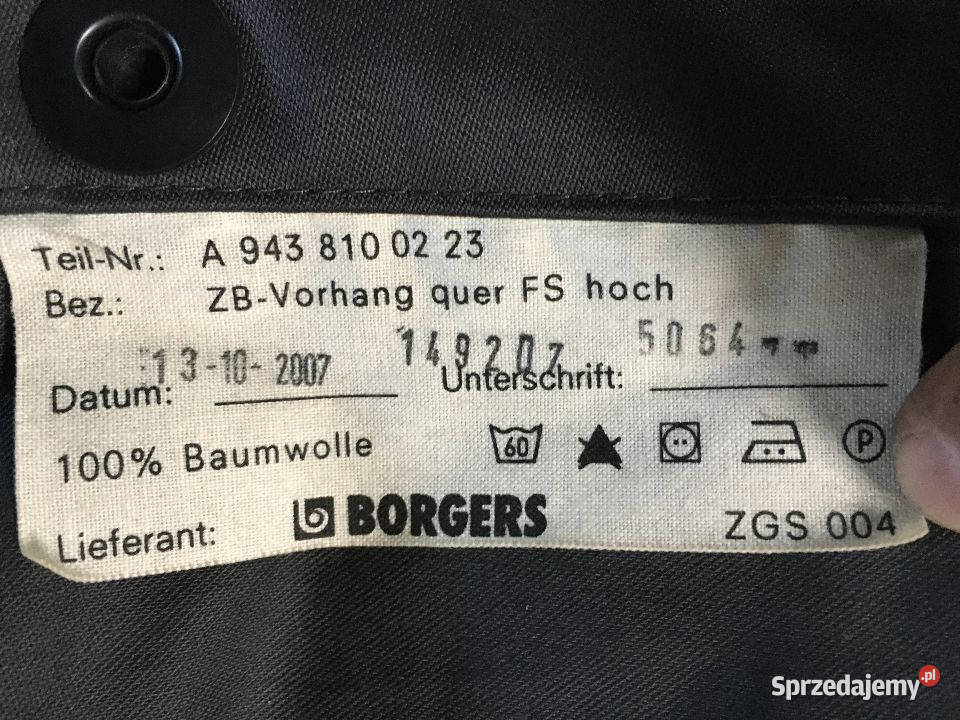 Teil-Nr.: A 943 810 02 23
Bez.: ZB-Vorhang quer FS hoch
Datum: 13-10-2007 149207 Unterschrift: 5064
100% Baumwolle 60 P
Lieferant: BORGERS ZGS 004
Sprzedajemy.pl